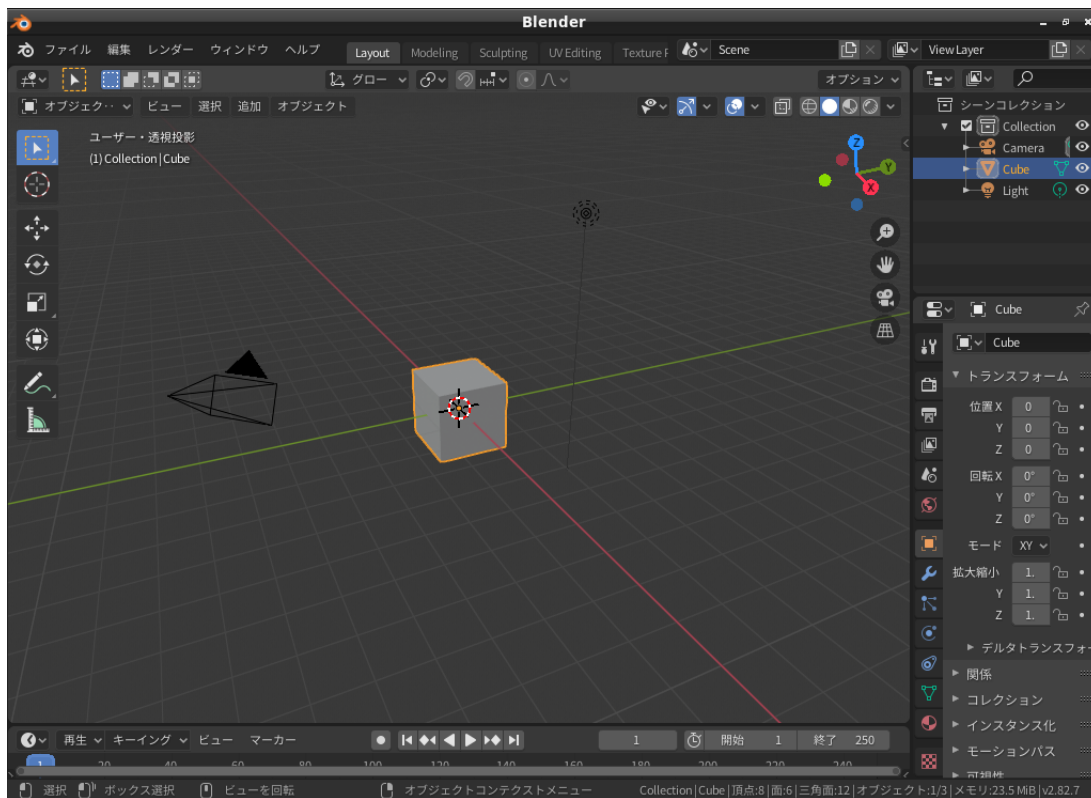 Blender
ファイル 編集 レンダー ウィンドウ ヘルプ Layout Modeling Sculpting UV Editing Texture Scene View Layer
グロー オプション
オブジェク‥ ビュー 選択 追加 オブジェクト
シーンコレクション
ユーザー・透視投影
(1) Collection | Cube
Collection
Camera
Cube
Light
Z
Y
X
Cube
Cube
トランスフォーム
位置 X 0
Y 0
Z 0
回転 X 0°
Y 0°
Z 0°
モード XY
拡大縮小 1.
Y 1.
Z 1.
デルタトランスフォー
関係
コレクション
インスタンス化
モーションパス
可視性
再生 キーイング ビュー マーカー 1 開始 1 終了 250
1 20 40 60 80 100 120 140 160 180 200 220 240
選択 ボックス選択 ビューを回転 オブジェクトコンテクストメニュー Collection | Cube | 頂点:8 | 面:6 | 三角面:12 | オブジェクト:1/3 | メモリ:23.5 MiB | v2.82.7